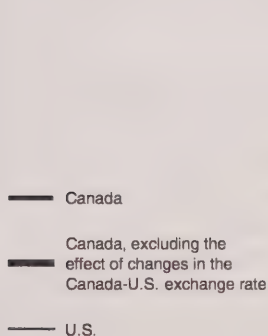 Canada
Canada, excluding the
effect of changes in the
Canada-U.S. exchange rate
U.S.